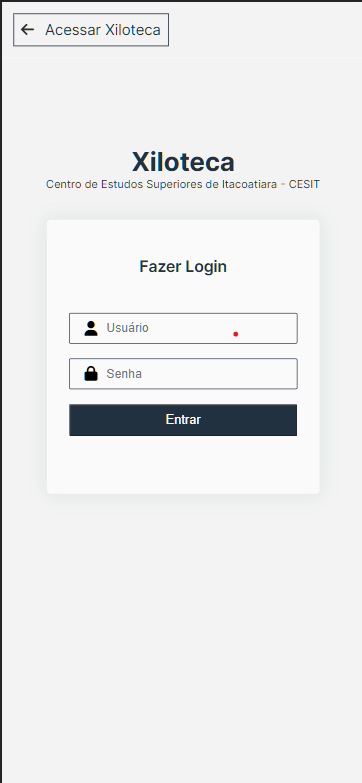 Acessar Xiloteca
Xiloteca
Centro de Estudos Superiores de Itacoatiara - CESIT
Fazer Login
Usuário
Senha
Entrar